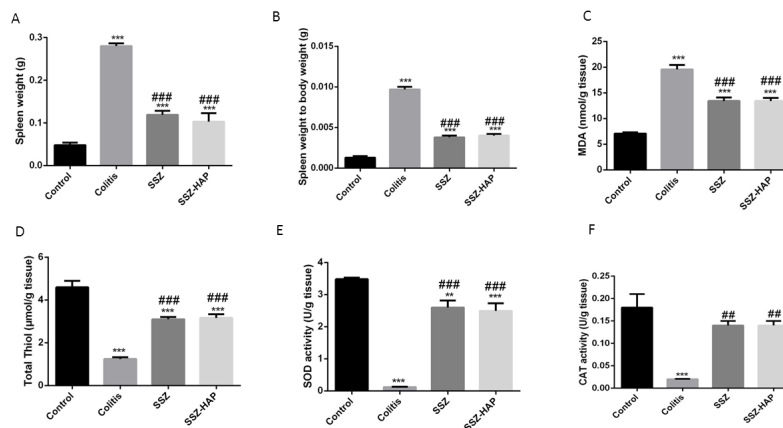 A
Spleen weight (g)
0.3
0.2
0.1
0.0
***
###
***
###
***
Control
Colitis
SSZ
SSZ-HAP
B
Spleen weight to body weight (g)
0.015
0.010
0.005
0.000
***
###
***
###
***
Control
Colitis
SSZ
SSZ-HAP
C
MDA (nmol/g tissue)
25
20
15
10
5
0
***
###
***
###
***
Control
Colitis
SSZ
SSZ-HAP
D
Total Thiol (µmol/g tissue)
6
4
2
0
***
###
***
###
***
Control
Colitis
SSZ
SSZ-HAP
E
SOD activity (U/g tissue)
4
3
2
1
0
***
###
**
###
***
Control
Colitis
SSZ
SSZ-HAP
F
CAT activity (U/g tissue)
0.25
0.20
0.15
0.10
0.05
0.00
***
##
##
Control
Colitis
SSZ
SSZ-HAP